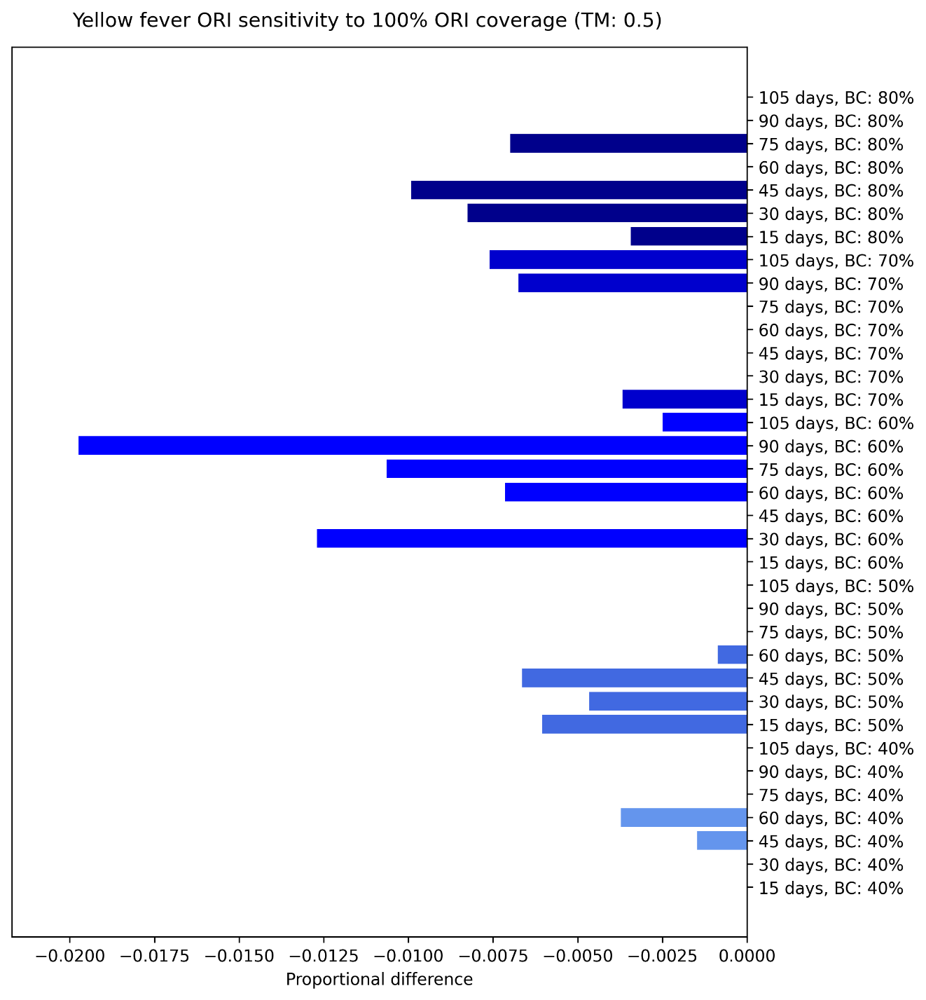 Yellow fever ORI sensitivity to 100% ORI coverage (TM: 0.5)
105 days, BC: 80%
90 days, BC: 80%
75 days, BC: 80%
60 days, BC: 80%
45 days, BC: 80%
30 days, BC: 80%
15 days, BC: 80%
105 days, BC: 70%
90 days, BC: 70%
75 days, BC: 70%
60 days, BC: 70%
45 days, BC: 70%
30 days, BC: 70%
15 days, BC: 70%
105 days, BC: 60%
90 days, BC: 60%
75 days, BC: 60%
60 days, BC: 60%
45 days, BC: 60%
30 days, BC: 60%
15 days, BC: 60%
105 days, BC: 50%
90 days, BC: 50%
75 days, BC: 50%
60 days, BC: 50%
45 days, BC: 50%
30 days, BC: 50%
15 days, BC: 50%
105 days, BC: 40%
90 days, BC: 40%
75 days, BC: 40%
60 days, BC: 40%
45 days, BC: 40%
30 days, BC: 40%
15 days, BC: 40%
−0.0200 −0.0175 −0.0150 −0.0125 −0.0100 −0.0075 −0.0050 −0.0025 0.0000
Proportional difference